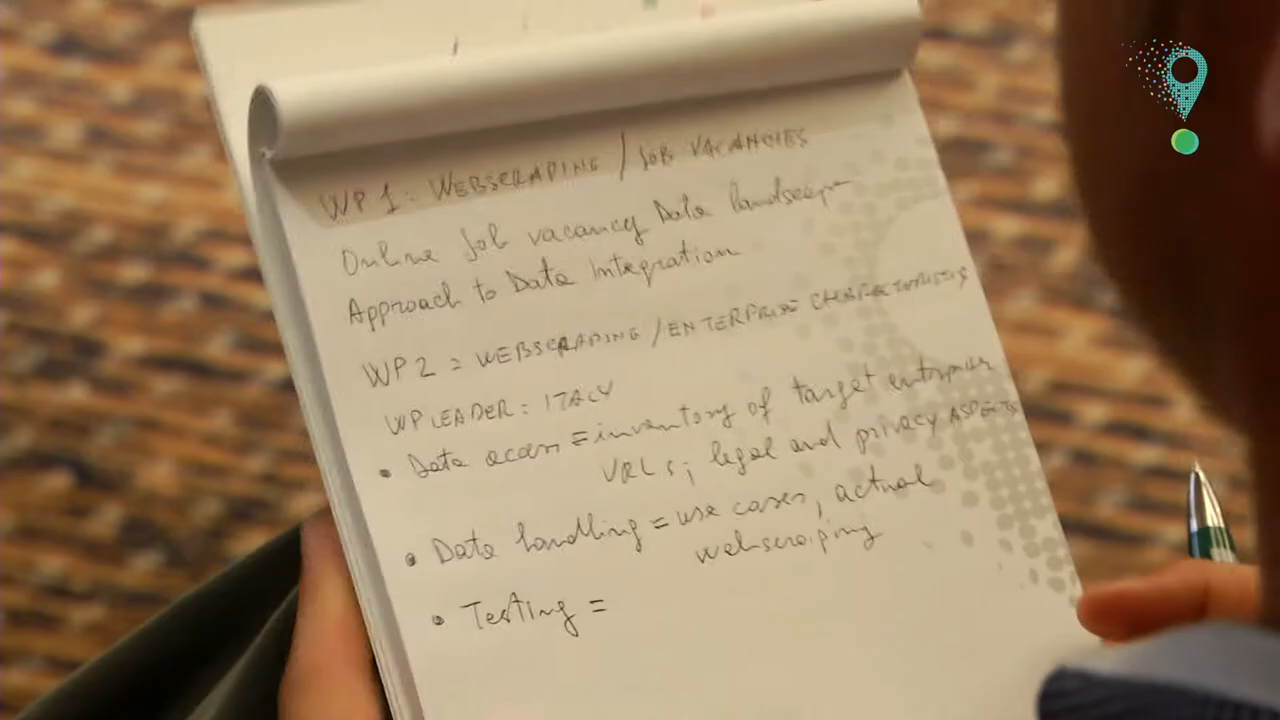 WP 1: WEBSCRAPING / JOB VACANCIES
Online Job vacancy Data landscape
Approach to Data Integration
WP 2 = WEBSCRAPING / ENTERPRISE CHARACTERISTICS
WP LEADER: ITALY
• Data access = inventory of target enterprises
URLs; legal and privacy ASPECTS
• Data handling = use cases, actual
webscraping
• Testing =